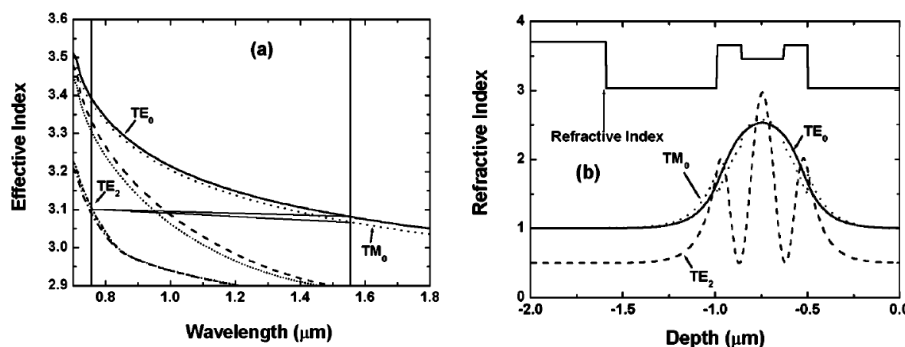 (a)
3.6
3.5
3.4
3.3
3.2
3.1
3.0
2.9
Effective Index
TE0
TE2
TM0
0.8
1.0
1.2
1.4
1.6
1.8
Wavelength (μm)
4
3
2
1
0
Refractive Index
Refractive Index
(b)
TM0
TE0
TE2
-2.0
-1.5
-1.0
-0.5
0.0
Depth (μm)